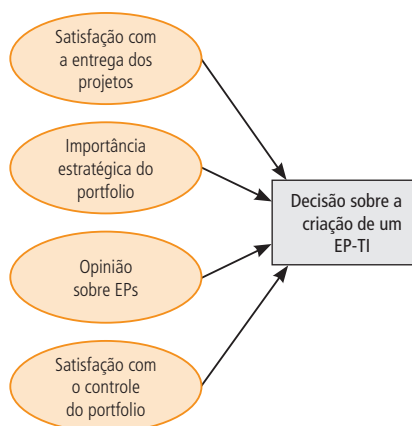 Satisfação com
a entrega dos
projetos
Importância
estratégica do
portfolio
Decisão sobre a
criação de um
EP-TI
Opinião
sobre EPs
Satisfação com
o controle
do portfolio